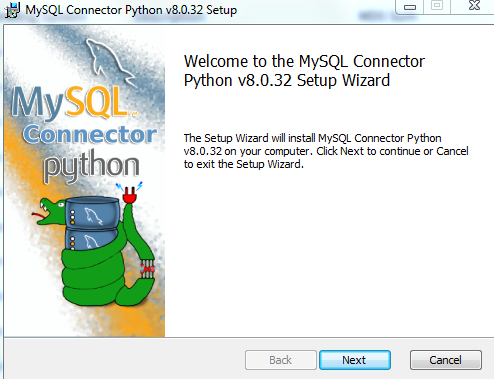 MySQL Connector Python v8.0.32 Setup
Welcome to the MySQL Connector
Python v8.0.32 Setup Wizard
MySQL
Connector
python
The Setup Wizard will install MySQL Connector Python
v8.0.32 on your computer. Click Next to continue or Cancel
to exit the Setup Wizard.
Back Next Cancel